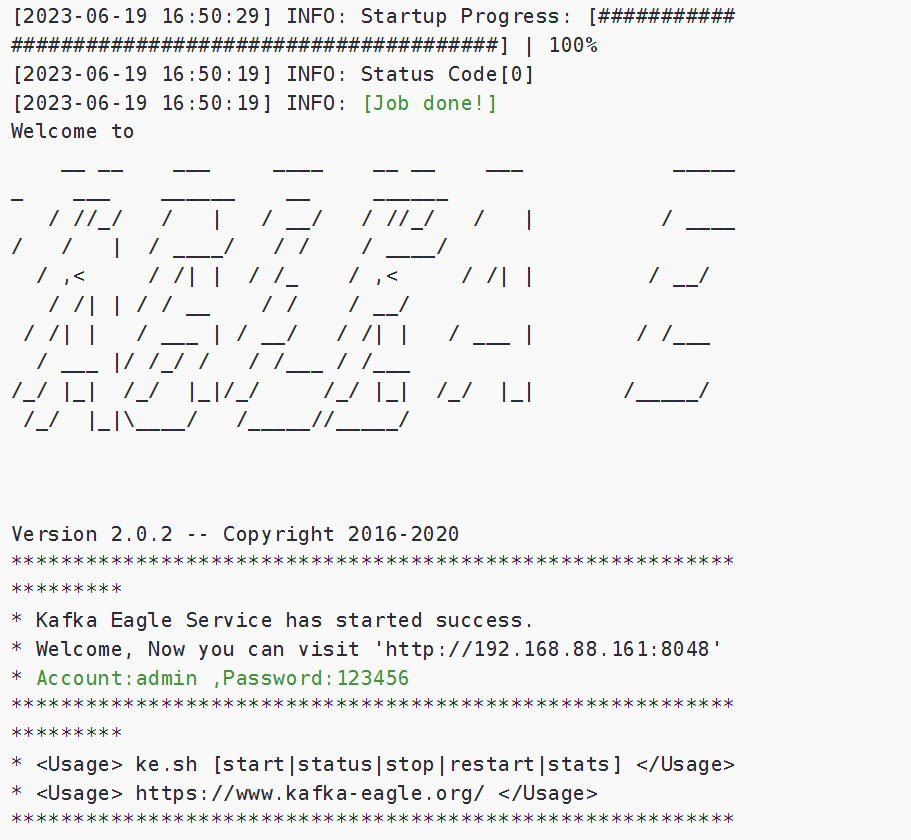 [2023-06-19 16:50:29] INFO: Startup Progress: [###########
#######################################] | 100%
[2023-06-19 16:50:19] INFO: Status Code[0]
[2023-06-19 16:50:19] INFO: [Job done!]
Welcome to
    __ __    ___     ____    __ __    ___            _____
_    ___    ______    __     ______
   / //_/   /   |   / __/   / //_/   /   |          / ____
/   /   |  / ____/   / /    / ____/
  / ,<     / /| |  / /_    / ,<     / /| |         / __/
   / /| | / / __    / /    / __/
 / /| |   / ___ | / __/   / /| |   / ___ |        / /___
  / ___ |/ /_/ /   / /___ / /___
/_/ |_|  /_/  |_|/_/     /_/ |_|  /_/  |_|       /_____/
 /_/  |_|\____/   /_____//_____/
Version 2.0.2 -- Copyright 2016-2020
**********************************************************
*********
* Kafka Eagle Service has started success.
* Welcome, Now you can visit 'http://192.168.88.161:8048'
* Account:admin ,Password:123456
**********************************************************
*********
* <Usage> ke.sh [start|status|stop|restart|stats] </Usage>
* <Usage> https://www.kafka-eagle.org/ </Usage>
**********************************************************